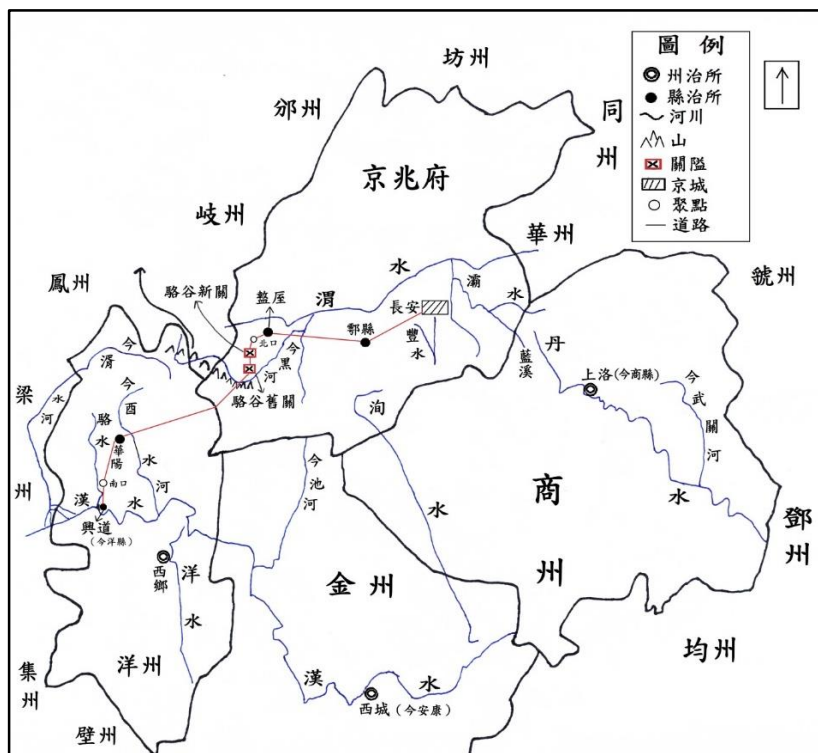 圖例
州治所
縣治所
河川
山
關隘
京城
聚點
道路
坊州
同州
邠州
京兆府
岐州
華州
鳳州
虢州
駱谷新關
盩厔
渭水
長安
灞水
鄠縣
豐水
北口
今黑河
駱谷舊關
藍溪
丹水
上洛(今商縣)
今武關河
梁州
今湑水河
今酉水河
駱水
華陽
南口
漢水
興道
(今洋縣)
洵水
今池河
商州
鄧州
金州
西鄉
洋水
洋州
集州
壁州
漢水
西城(今安康)
均州